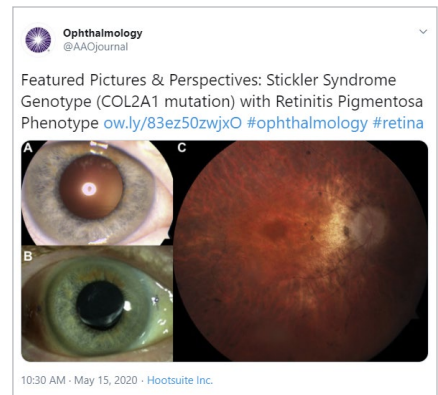 Ophthalmology
@AAOjournal
Featured Pictures & Perspectives: Stickler Syndrome
Genotype (COL2A1 mutation) with Retinitis Pigmentosa
Phenotype ow.ly/83ez50zwjxO #ophthalmology #retina
A
C
B
10:30 AM · May 15, 2020 · Hootsuite Inc.